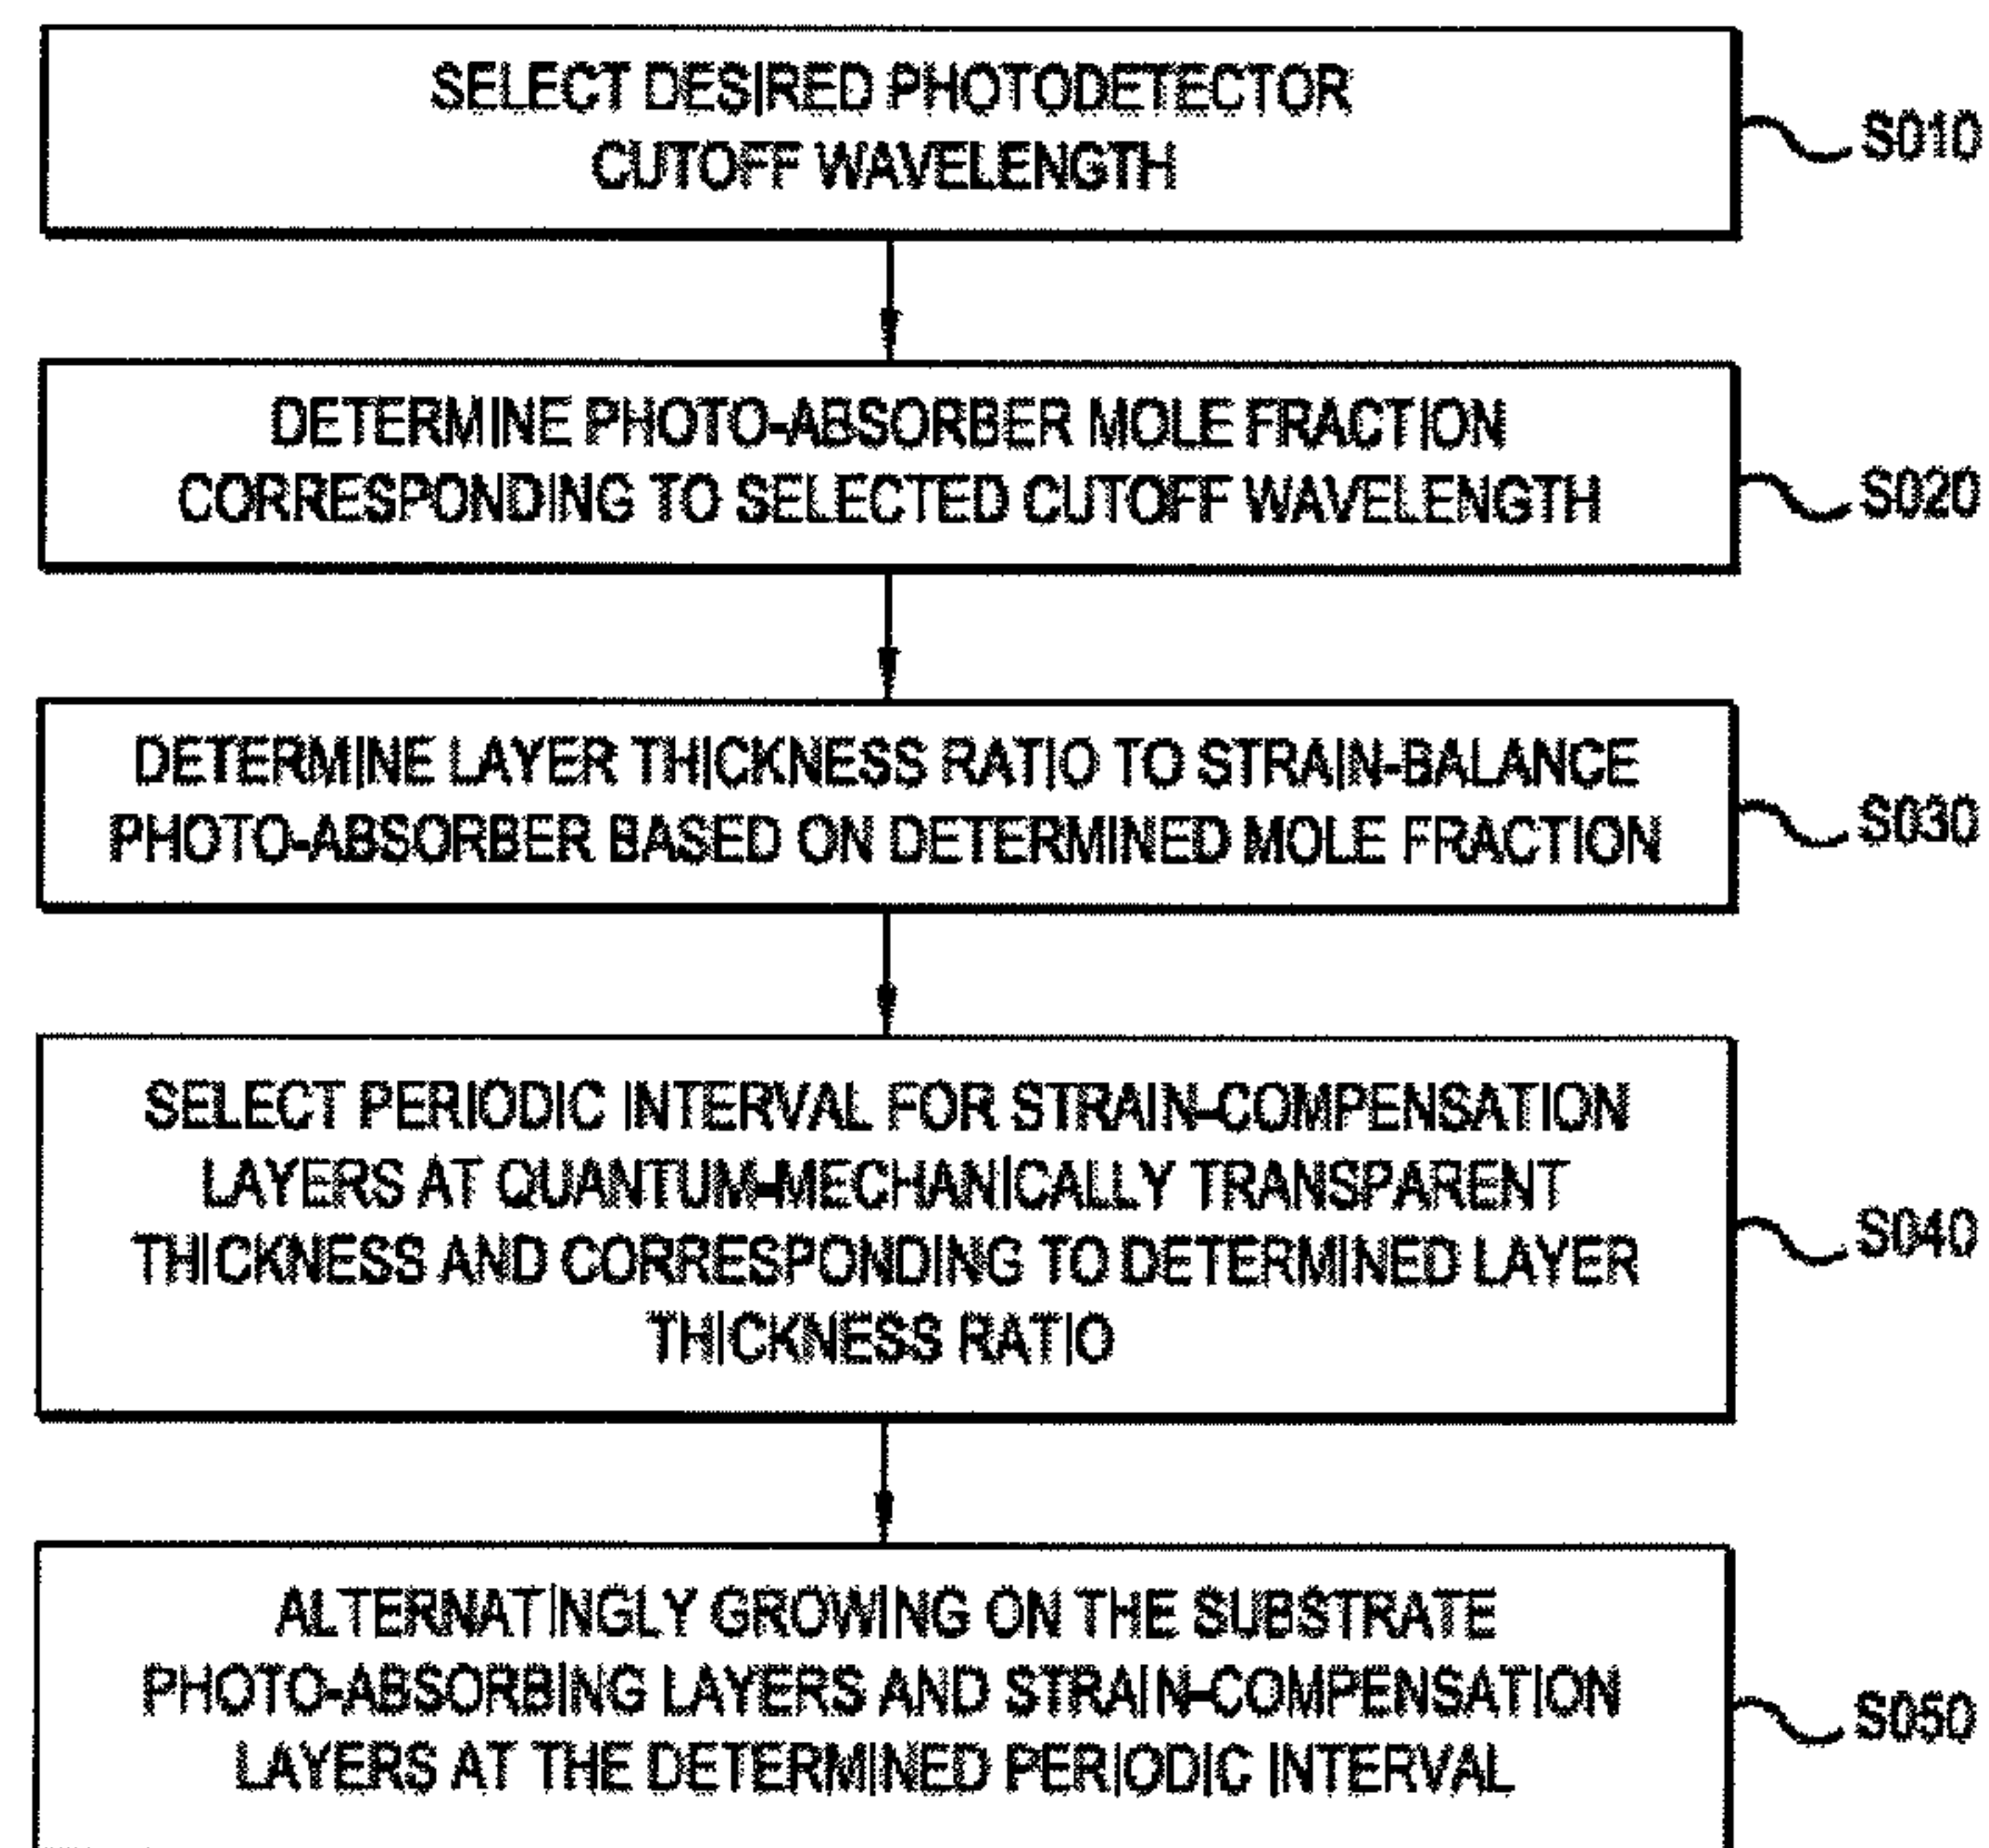 SELECT DESIRED PHOTODETECTOR
CUTOFF WAVELENGTH
S010
DETERMINE PHOTO-ABSORBER MOLE FRACTION
CORRESPONDING TO SELECTED CUTOFF WAVELENGTH
S020
DETERMINE LAYER THICKNESS RATIO TO STRAIN-BALANCE
PHOTO-ABSORBER BASED ON DETERMINED MOLE FRACTION
S030
SELECT PERIODIC INTERVAL FOR STRAIN-COMPENSATION
LAYERS AT QUANTUM-MECHANICALLY TRANSPARENT
THICKNESS AND CORRESPONDING TO DETERMINED LAYER
THICKNESS RATIO
S040
ALTERNATINGLY GROWING ON THE SUBSTRATE
PHOTO-ABSORBING LAYERS AND STRAIN-COMPENSATION
LAYERS AT THE DETERMINED PERIODIC INTERVAL
S050